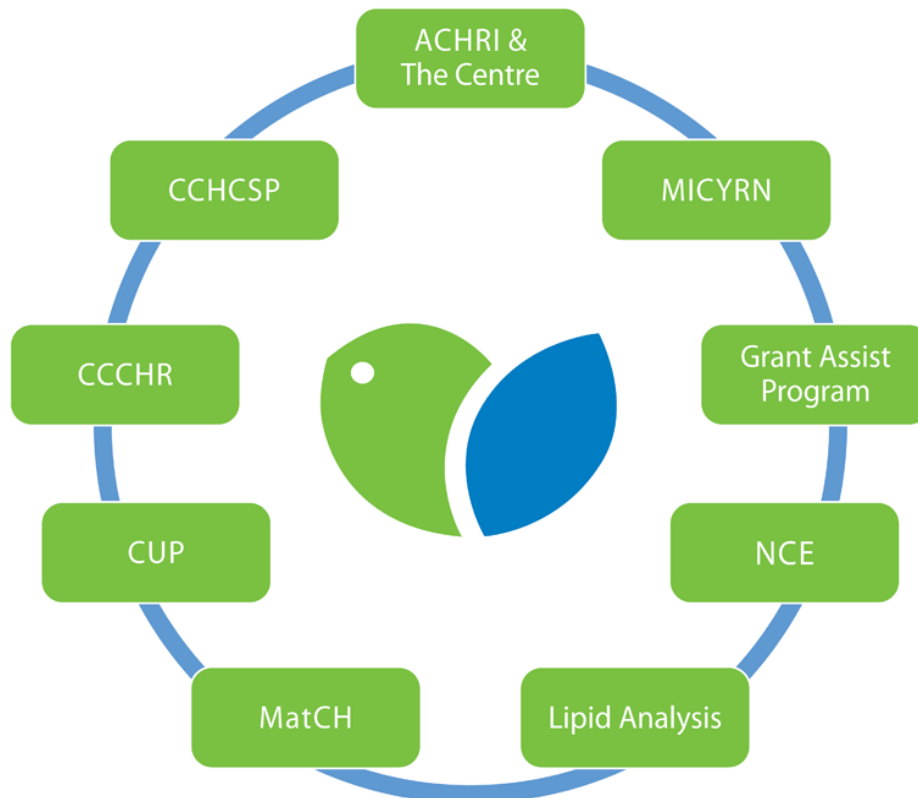 ACHRI &
The Centre
MICYRN
Grant Assist
Program
NCE
Lipid Analysis
MatCH
CUP
CCCHR
CCHCSP